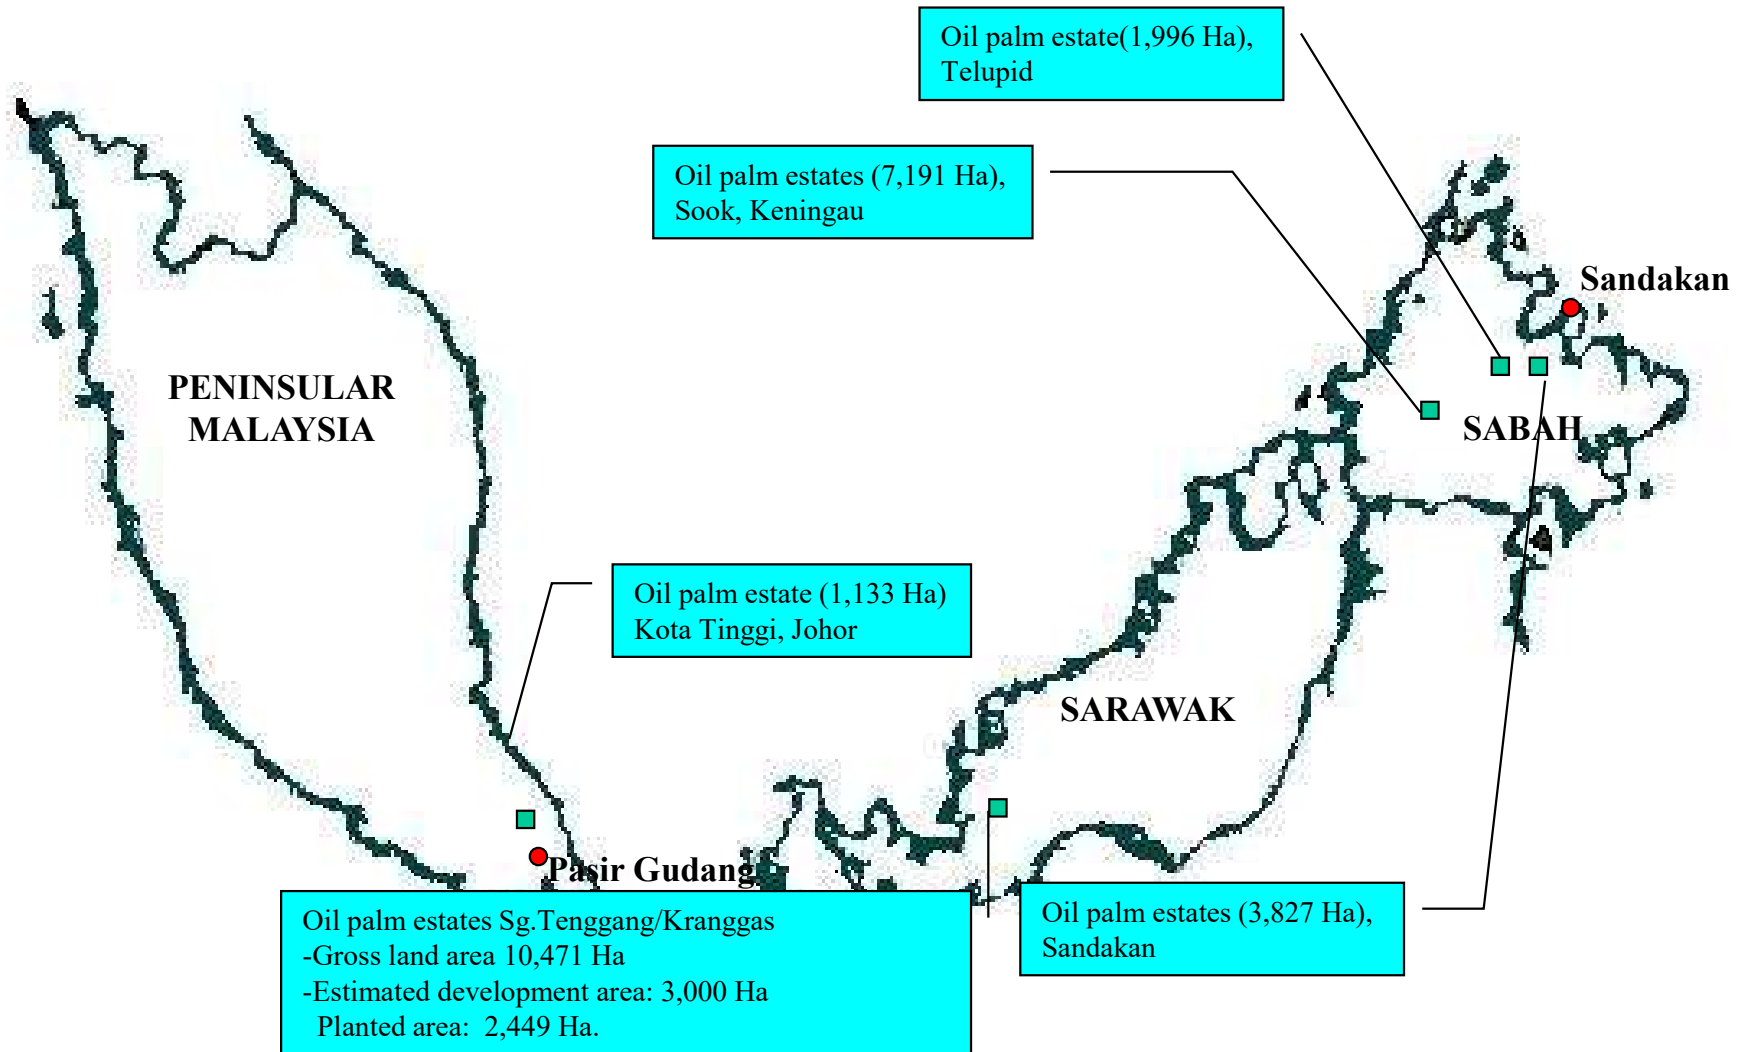 Oil palm estate(1,996 Ha),
Telupid
Oil palm estates (7,191 Ha),
Sook, Keningau
Sandakan
PENINSULAR
MALAYSIA
SABAH
Oil palm estate (1,133 Ha)
Kota Tinggi, Johor
SARAWAK
Pasir Gudang
Oil palm estates Sg.Tenggang/Kranggas
-Gross land area 10,471 Ha
-Estimated development area: 3,000 Ha
Planted area:  2,449 Ha.
Oil palm estates (3,827 Ha),
Sandakan